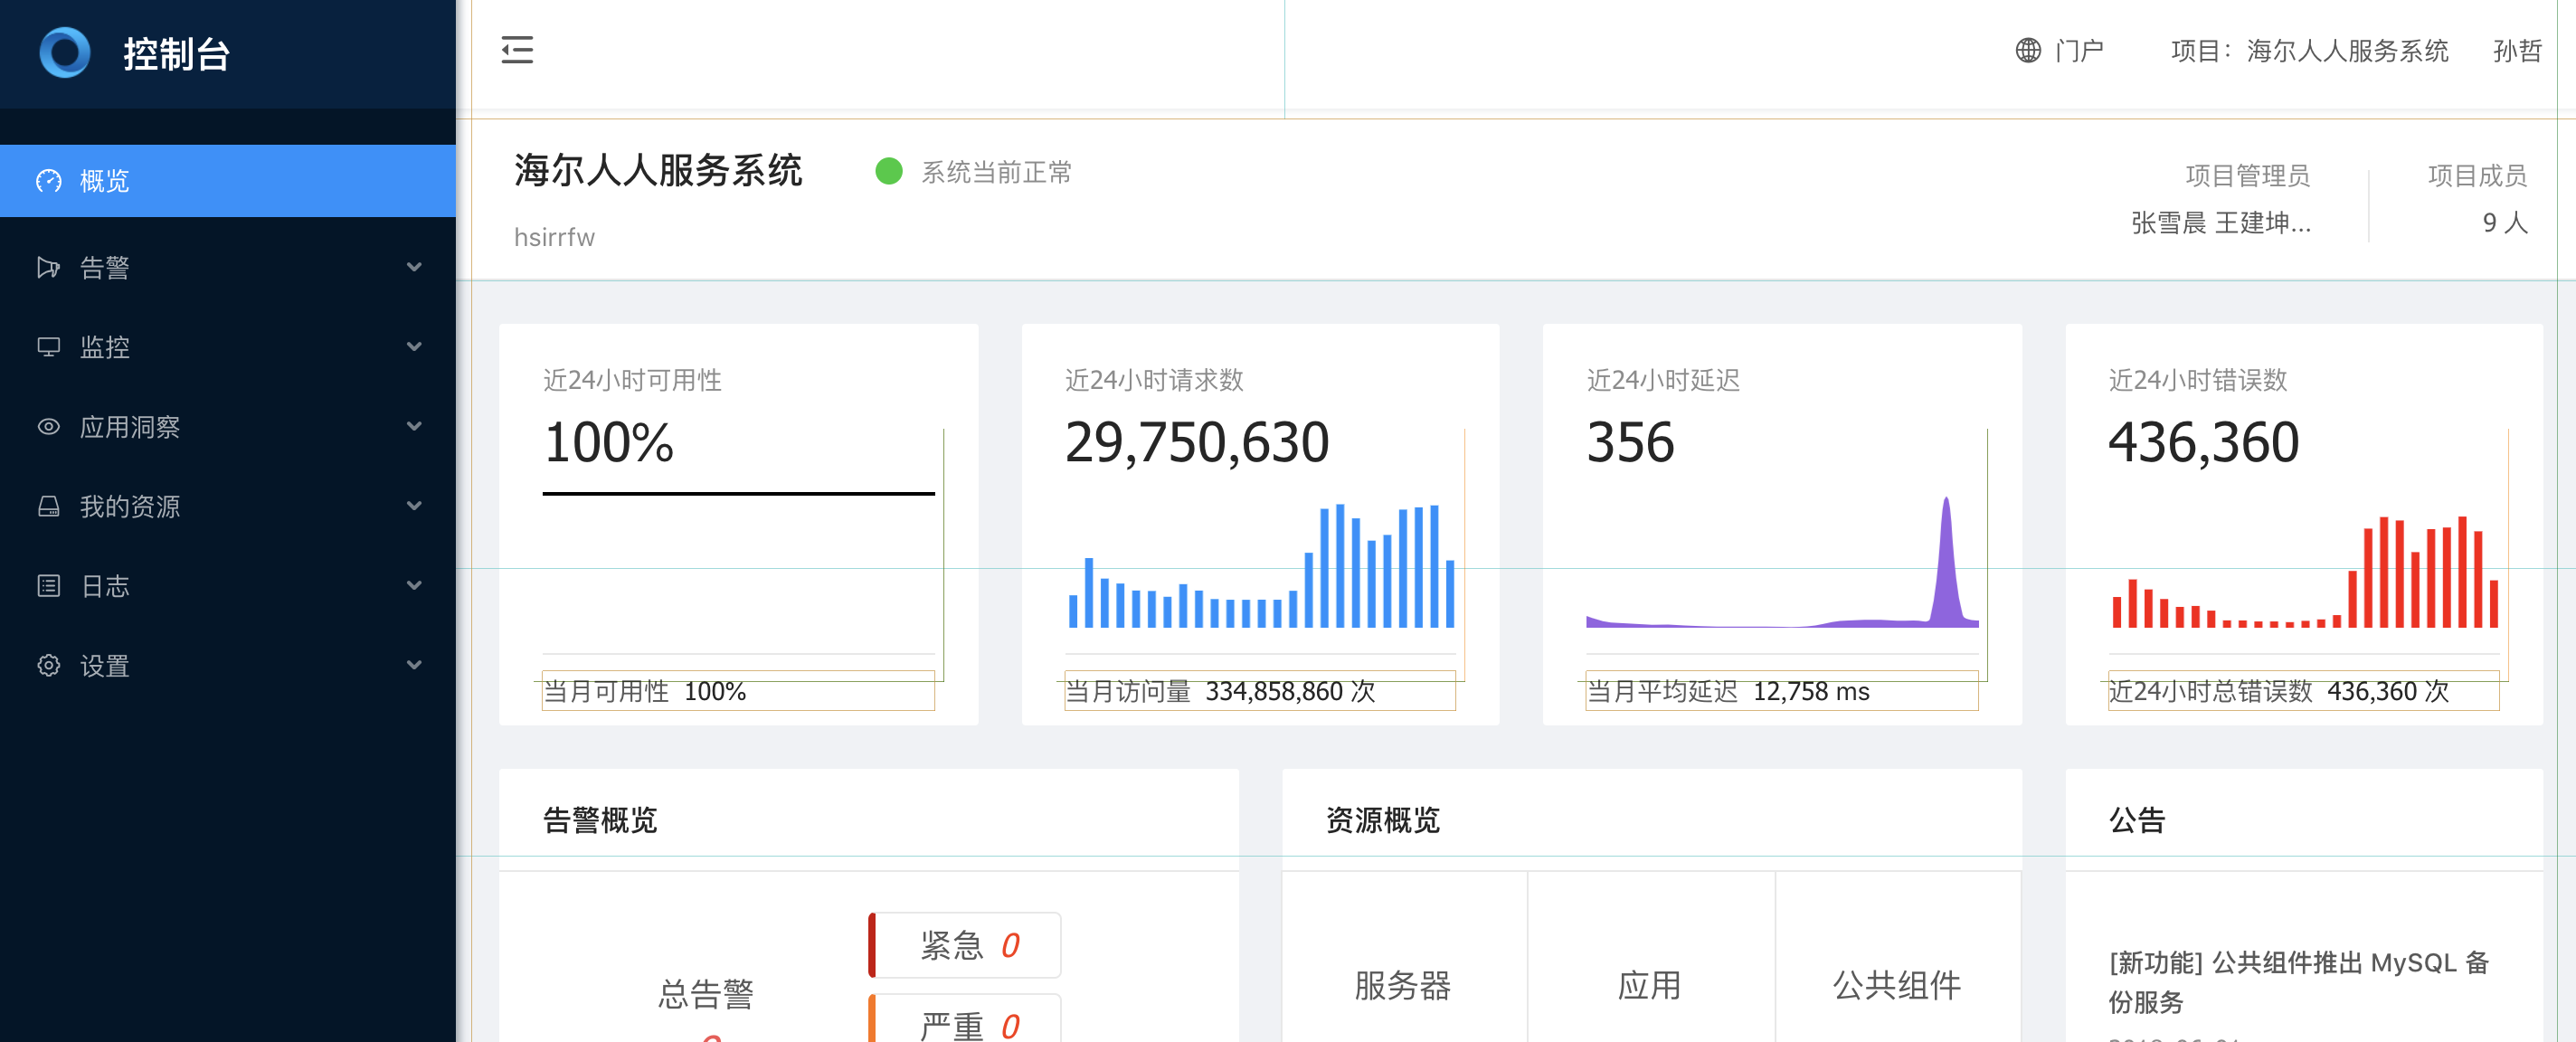 控制台
门户 项目：海尔人人服务系统 孙哲
概览
告警
监控
应用洞察
我的资源
日志
设置
海尔人人服务系统 系统当前正常
hsirrfw
项目管理员 项目成员
张雪晨 王建坤... 9 人
近24小时可用性
100%
当月可用性 100%
近24小时请求数
29,750,630
当月访问量 334,858,860 次
近24小时延迟
356
当月平均延迟 12,758 ms
近24小时错误数
436,360
近24小时总错误数 436,360 次
告警概览
总告警
紧急 0
严重 0
资源概览
服务器 应用 公共组件
公告
[新功能] 公共组件推出 MySQL 备
份服务